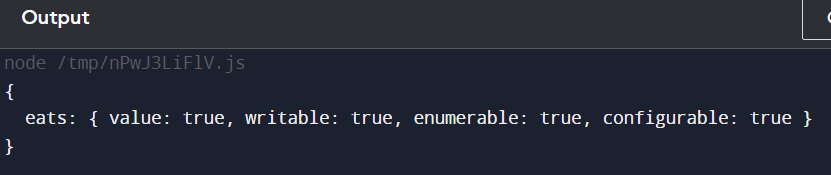 Output
node /tmp/nPwJ3LiFlV.js
{
  eats: { value: true, writable: true, enumerable: true, configurable: true }
}